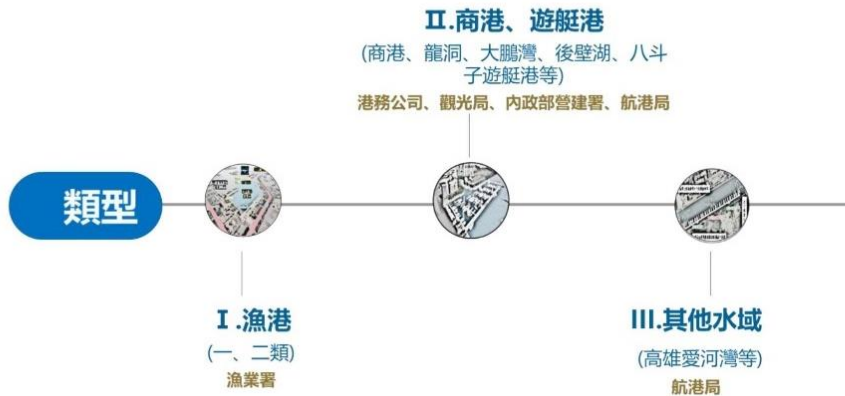 類型
I.漁港
(一、二類)
漁業署
II.商港、遊艇港
(商港、龍洞、大鵬灣、後壁湖、八斗
子遊艇港等)
港務公司、觀光局、內政部營建署、航港局
III.其他水域
(高雄愛河灣等)
航港局